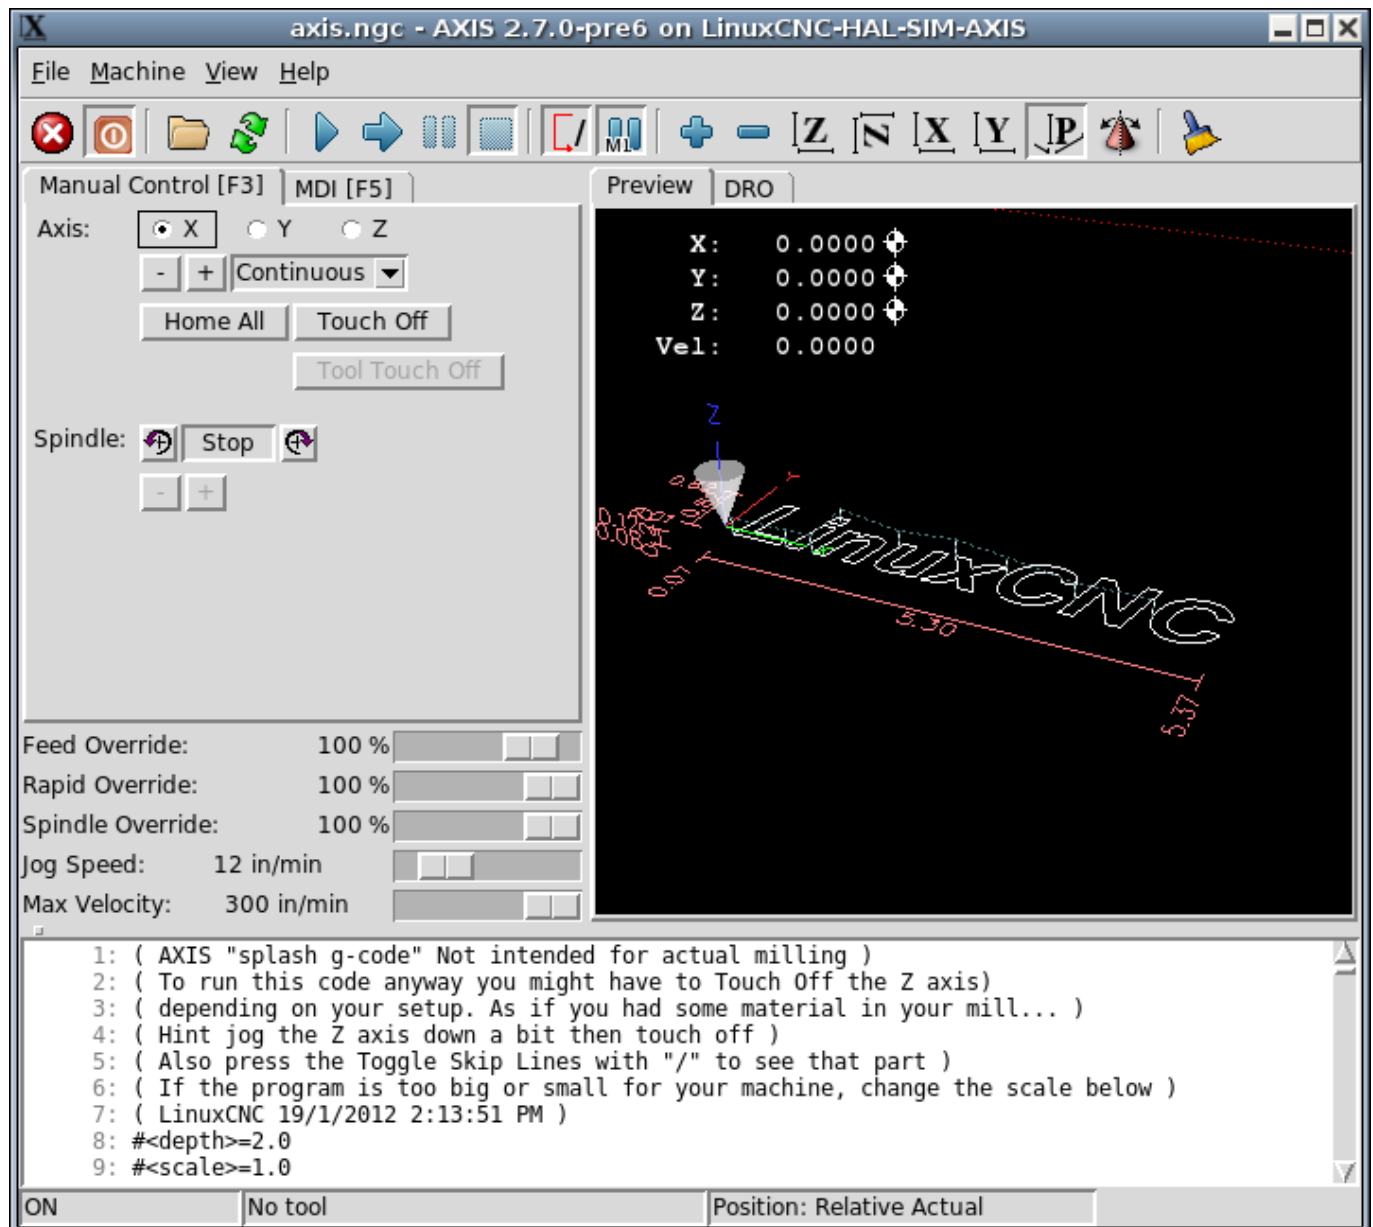 axis.ngc - AXIS 2.7.0-pre6 on LinuxCNC-HAL-SIM-AXIS
File Machine View Help
M1 Z N X Y P
Manual Control [F3] MDI [F5]
Axis: X Y Z
- + Continuous
Home All Touch Off
Tool Touch Off
Spindle: Stop
- +
Feed Override: 100 %
Rapid Override: 100 %
Spindle Override: 100 %
Jog Speed: 12 in/min
Max Velocity: 300 in/min
Preview DRO
X: 0.0000
Y: 0.0000
Z: 0.0000
Vel: 0.0000
Z
Y
X
LinuxCNC
0.07
5.30
5.37
1: ( AXIS "splash g-code" Not intended for actual milling )
2: ( To run this code anyway you might have to Touch Off the Z axis)
3: ( depending on your setup. As if you had some material in your mill... )
4: ( Hint jog the Z axis down a bit then touch off )
5: ( Also press the Toggle Skip Lines with "/" to see that part )
6: ( If the program is too big or small for your machine, change the scale below )
7: ( LinuxCNC 19/1/2012 2:13:51 PM )
8: #<depth>=2.0
9: #<scale>=1.0
ON No tool Position: Relative Actual